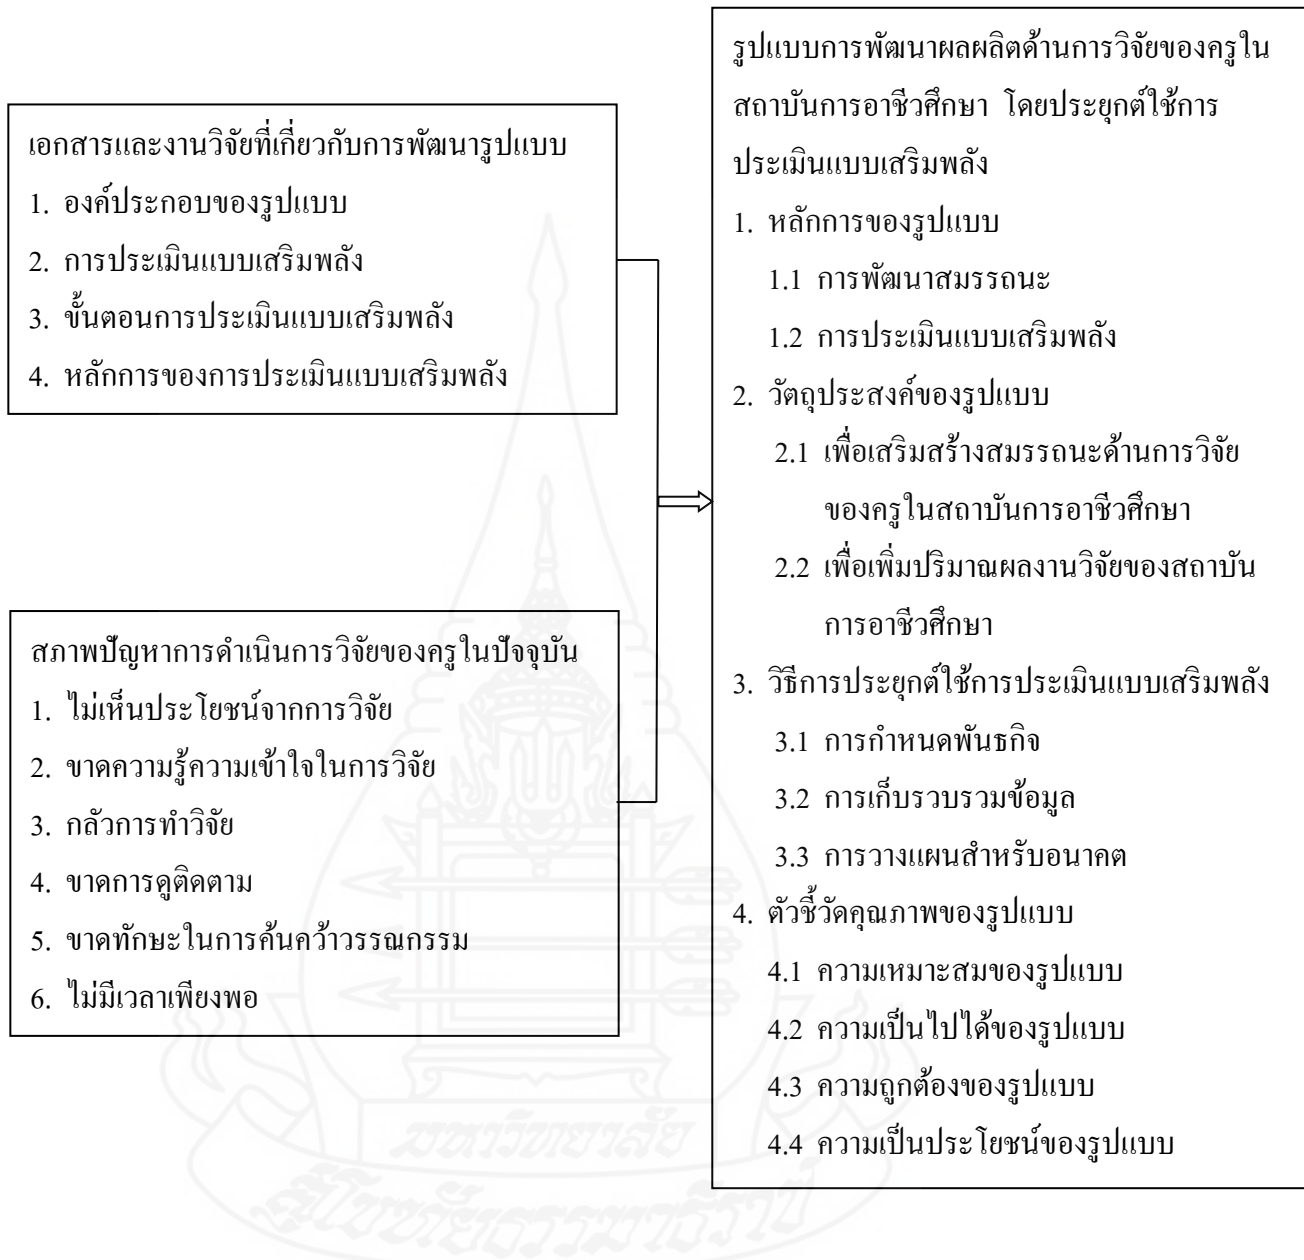 เอกสารและงานวิจัยที่เกี่ยวกับการพัฒนารูปแบบ
1. องค์ประกอบของรูปแบบ
2. การประเมินแบบเสริมพลัง
3. ขั้นตอนการประเมินแบบเสริมพลัง
4. หลักการของการประเมินแบบเสริมพลัง
สภาพปัญหาการดำเนินการวิจัยของครูในปัจจุบัน
1. ไม่เห็นประโยชน์จากการวิจัย
2. ขาดความรู้ความเข้าใจในการวิจัย
3. กลัวการทำวิจัย
4. ขาดการดูติดตาม
5. ขาดทักษะในการค้นคว้าวรรณกรรม
6. ไม่มีเวลาเพียงพอ
รูปแบบการพัฒนาผลผลิตด้านการวิจัยของครูใน
สถาบันการอาชีวศึกษา โดยประยุกต์ใช้การ
ประเมินแบบเสริมพลัง
1. หลักการของรูปแบบ
1.1 การพัฒนาสมรรถนะ
1.2 การประเมินแบบเสริมพลัง
2. วัตถุประสงค์ของรูปแบบ
2.1 เพื่อเสริมสร้างสมรรถนะด้านการวิจัย
ของครูในสถาบันการอาชีวศึกษา
2.2 เพื่อเพิ่มปริมาณผลงานวิจัยของสถาบัน
การอาชีวศึกษา
3. วิธีการประยุกต์ใช้การประเมินแบบเสริมพลัง
3.1 การกำหนดพันธกิจ
3.2 การเก็บรวบรวมข้อมูล
3.3 การวางแผนสำหรับอนาคต
4. ตัวชี้วัดคุณภาพของรูปแบบ
4.1 ความเหมาะสมของรูปแบบ
4.2 ความเป็นไปได้ของรูปแบบ
4.3 ความถูกต้องของรูปแบบ
4.4 ความเป็นประโยชน์ของรูปแบบ
มหาวิทยาลัย
สุโขทัยธรรมาธิราช